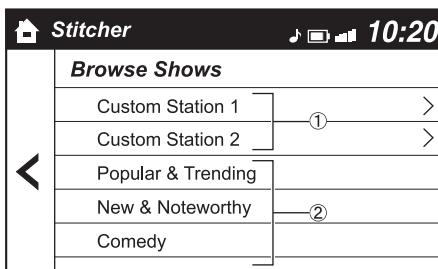 Stitcher 10:20
Browse Shows
Custom Station 1
①
Custom Station 2
Popular & Trending
New & Noteworthy
②
Comedy